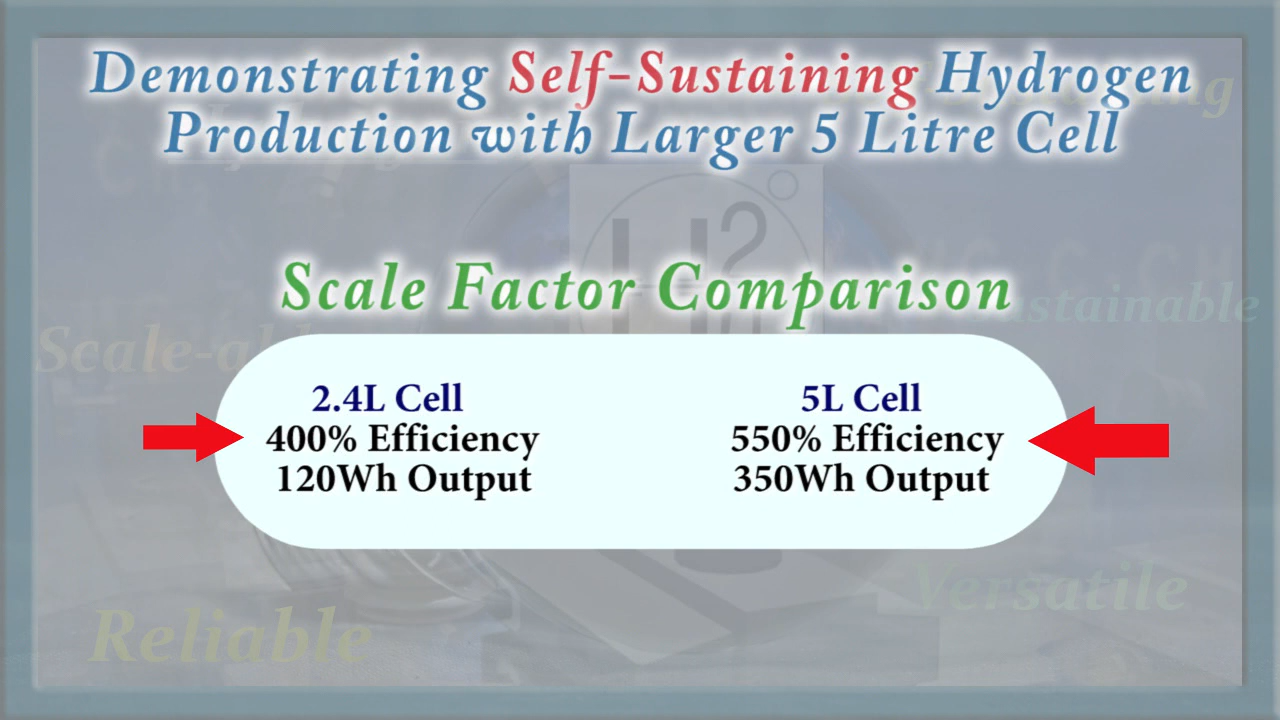 Demonstrating Self-Sustaining Hydrogen
Production with Larger 5 Litre Cell
Scale Factor Comparison
2.4L Cell
400% Efficiency
120Wh Output
5L Cell
550% Efficiency
350Wh Output
Reliable
Versatile